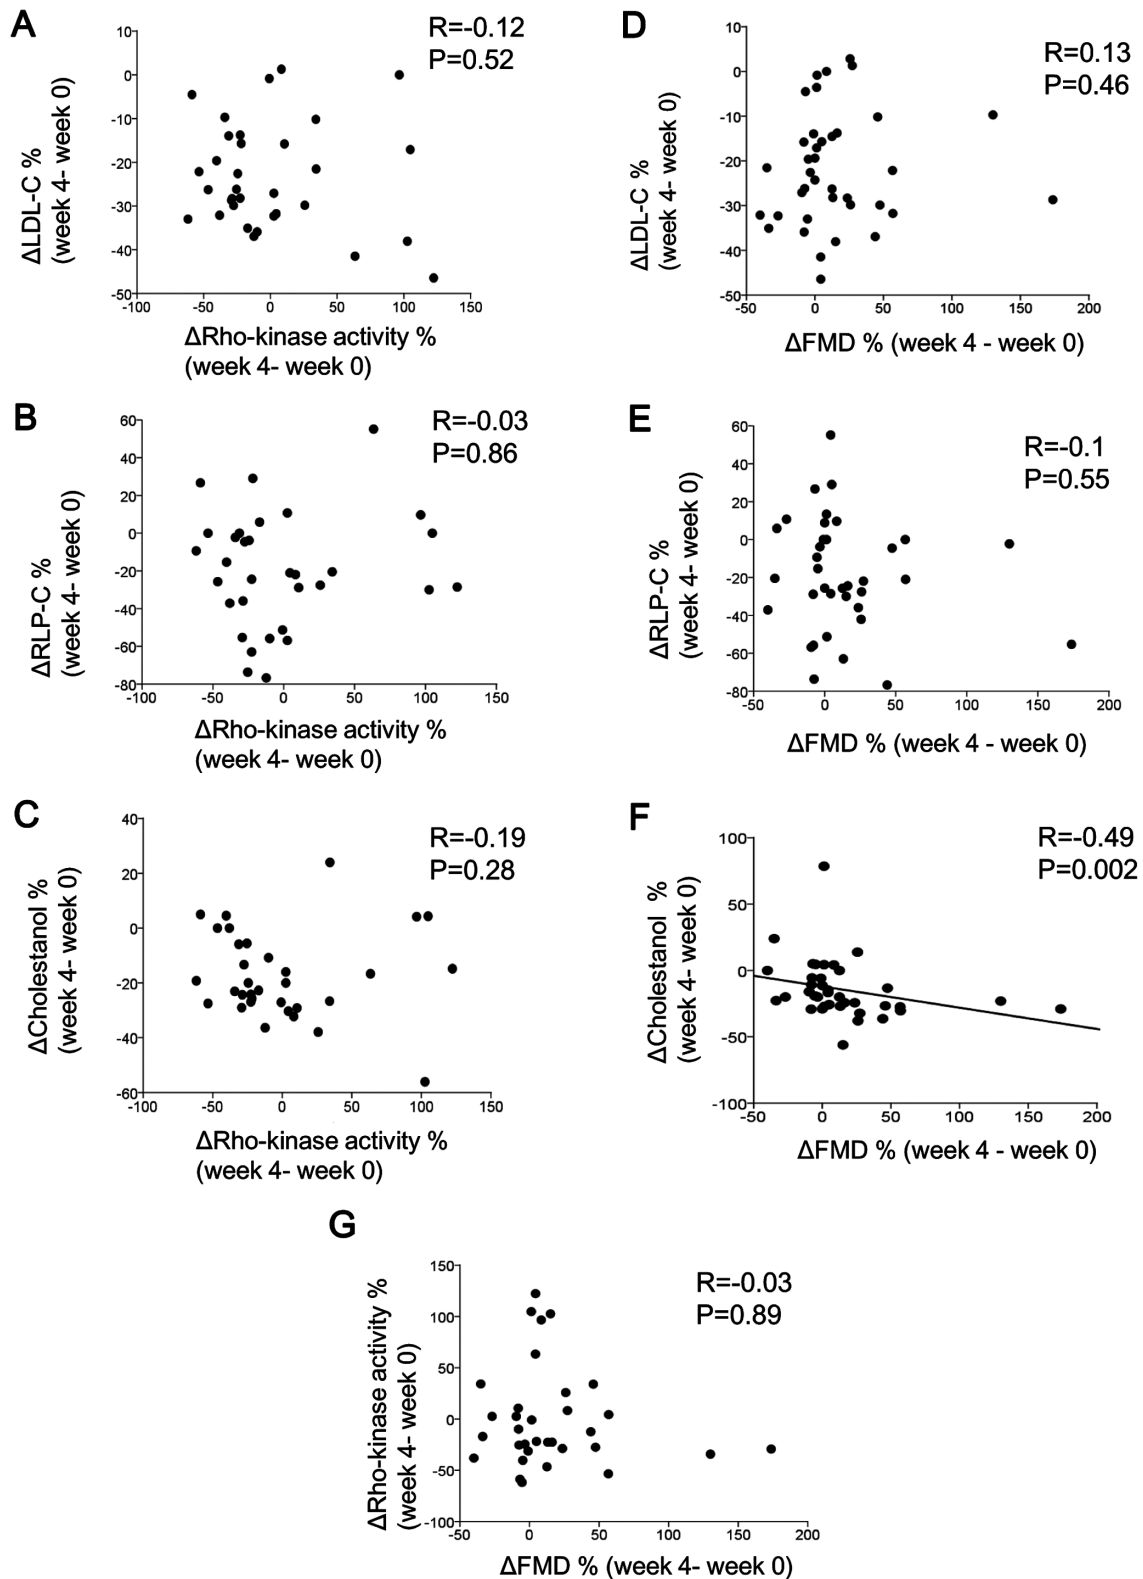 A
R=-0.12
P=0.52
ΔLDL-C %
(week 4- week 0)
10
0
-10
-20
-30
-40
-50
-100
-50
0
50
100
150
ΔRho-kinase activity %
(week 4- week 0)
D
R=0.13
P=0.46
ΔLDL-C %
(week 4- week 0)
10
0
-10
-20
-30
-40
-50
-50
0
50
100
150
200
ΔFMD % (week 4 - week 0)
B
R=-0.03
P=0.86
ΔRLP-C %
(week 4- week 0)
60
40
20
0
-20
-40
-60
-80
-100
-50
0
50
100
150
ΔRho-kinase activity %
(week 4- week 0)
E
R=-0.1
P=0.55
ΔRLP-C %
(week 4- week 0)
60
40
20
0
-20
-40
-60
-80
-50
0
50
100
150
200
ΔFMD % (week 4 - week 0)
C
R=-0.19
P=0.28
ΔCholestanol %
(week 4- week 0)
40
20
0
-20
-40
-60
-100
-50
0
50
100
150
ΔRho-kinase activity %
(week 4- week 0)
F
R=-0.49
P=0.002
ΔCholestanol %
(week 4- week 0)
100
50
0
-50
-100
-50
0
50
100
150
200
ΔFMD % (week 4 - week 0)
G
R=-0.03
P=0.89
ΔRho-kinase activity %
(week 4- week 0)
150
100
50
0
-50
-100
-50
0
50
100
150
200
ΔFMD % (week 4- week 0)